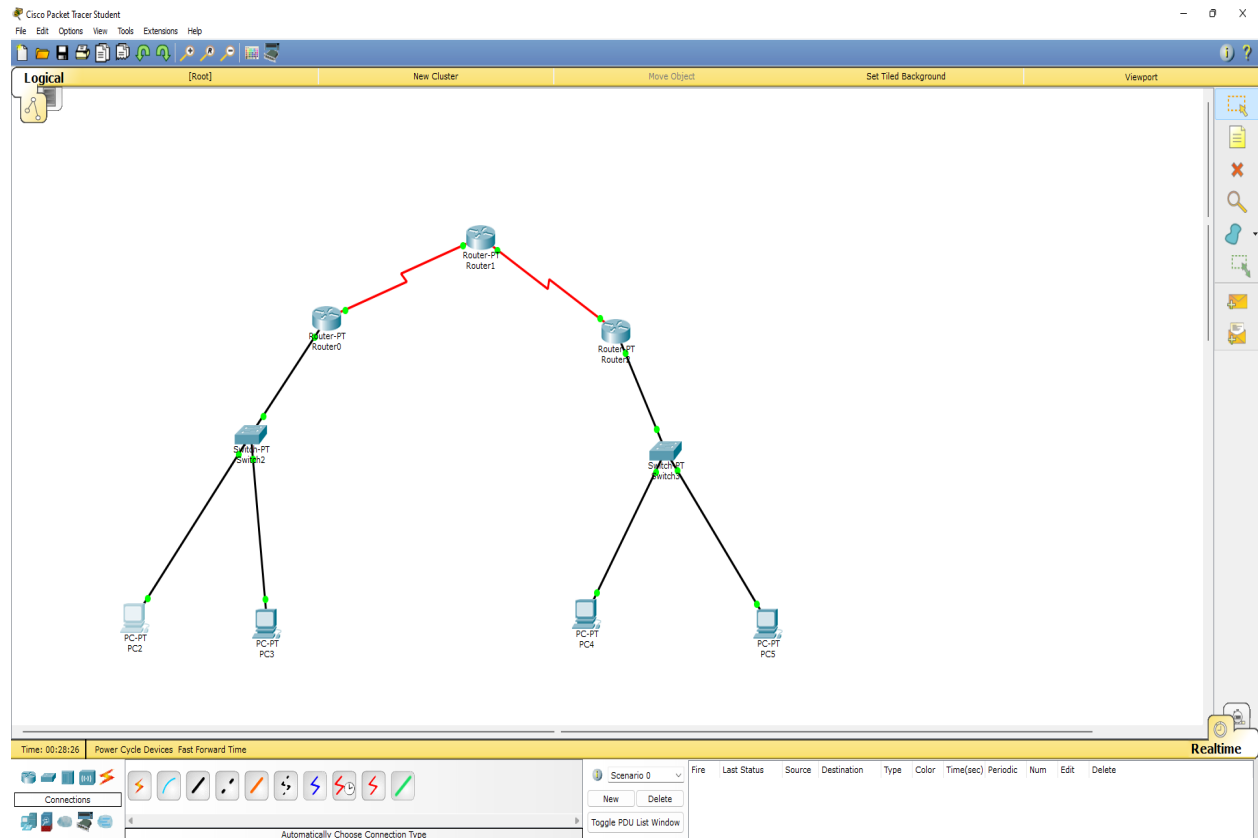 Cisco Packet Tracer Student
File Edit Options View Tools Extensions Help
Logical [Root] New Cluster Move Object Set Tiled Background Viewport
Router-PT
Router1
Router-PT
Router0
Router-PT
Switch-PT
Switch2
Switch-PT
Switch3
PC-PT
PC2
PC-PT
PC3
PC-PT
PC4
PC-PT
PC5
Time: 00:28:26 Power Cycle Devices Fast Forward Time
Realtime
Connections
Automatically Choose Connection Type
Scenario 0
New Delete
Toggle PDU List Window
Fire Last Status Source Destination Type Color Time(sec) Periodic Num Edit Delete